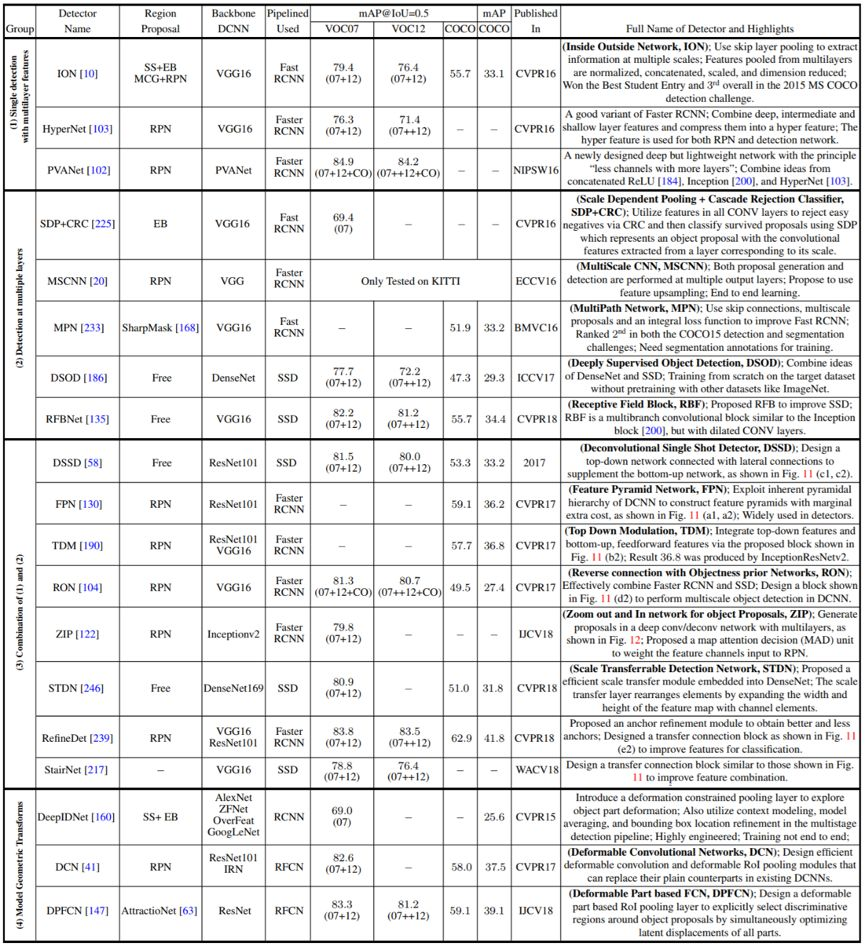 Group
Detector
Name
Region
Proposal
Backbone
DCNN
Pipelined
Used
mAP@IoU=0.5
VOC07
VOC12
COCO
mAP
COCO
Published
In
Full Name of Detector and Highlights
(1) Single detection
with multilayer features
ION [10]
SS+EB
MCG+RPN
VGG16
Fast
RCNN
79.4
(07+12)
76.4
(07+12)
55.7
33.1
CVPR16
(Inside Outside Network, ION); Use skip layer pooling to extract
information at multiple scales; Features pooled from multilayers
are normalized, concatenated, scaled, and dimension reduced;
Won the Best Student Entry and 3rd overall in the 2015 MS COCO
detection challenge.
HyperNet [103]
RPN
VGG16
Faster
RCNN
76.3
(07+12)
71.4
(07++12)
−
−
CVPR16
A good variant of Faster RCNN; Combine deep, intermediate and
shallow layer features and compress them into a hyper feature; The
hyper feature is used for both RPN and detection network.
PVANet [102]
RPN
PVANet
Faster
RCNN
84.9
(07+12+CO)
84.2
(07++12+CO)
−
−
NIPSW16
A newly designed deep but lightweight network with the principle
“less channels with more layers”; Combine ideas from
concatenated ReLU [184], Inception [200], and HyperNet [103].
(2) Detection at multiple layers
SDP+CRC [225]
EB
VGG16
Fast
RCNN
69.4
(07)
−
−
−
CVPR16
(Scale Dependent Pooling + Cascade Rejection Classifier,
SDP+CRC); Utilize features in all CONV layers to reject easy
negatives via CRC and then classify survived proposals using SDP
which represents an object proposal with the convolutional
features extracted from a layer corresponding to its scale.
MSCNN [20]
RPN
VGG
Faster
RCNN
Only Tested on KITTI
ECCV16
(MultiScale CNN, MSCNN); Both proposal generation and
detection are performed at multiple output layers; Propose to use
feature upsampling; End to end learning.
MPN [233]
SharpMask [168]
VGG16
Fast
RCNN
−
−
51.9
33.2
BMVC16
(MultiPath Network, MPN); Use skip connections, multiscale
proposals and an integral loss function to improve Fast RCNN;
Ranked 2nd in both the COCO15 detection and segmentation
challenges; Need segmentation annotations for training.
DSOD [186]
Free
DenseNet
SSD
77.7
(07+12)
72.2
(07++12)
47.3
29.3
ICCV17
(Deeply Supervised Object Detection, DSOD); Combine
ideas of DenseNet and SSD; Training from scratch on the target dataset
without pretraining with other datasets like ImageNet.
RFBNet [135]
Free
VGG16
SSD
82.2
(07+12)
81.2
(07++12)
55.7
34.4
CVPR18
(Receptive Field Block, RBF); Proposed RFB to improve SSD;
RBF is a multibranch convolutional block similar to the Inception
block [200], but with dilated CONV layers.
(3) Combination of (1) and (2)
DSSD [58]
Free
ResNet101
SSD
81.5
(07+12)
80.0
(07++12)
53.3
33.2
2017
(Deconvolutional Single Shot Detector, DSSD); Design a
top-down network connected with lateral connections to
supplement the bottom-up network, as shown in Fig. 11 (c1, c2).
FPN [130]
RPN
ResNet101
Faster
RCNN
−
−
59.1
36.2
CVPR17
(Feature Pyramid Network, FPN); Exploit inherent pyramidal
hierarchy of DCNN to construct feature pyramids with marginal
extra cost, as shown in Fig. 11 (a1, a2); Widely used in detectors.
TDM [190]
RPN
ResNet101
VGG16
Faster
RCNN
−
−
57.7
36.8
CVPR17
(Top Down Modulation, TDM); Integrate top-down features and
bottom-up, feedforward features via the proposed block shown in
Fig. 11 (b2); Result 36.8 was produced by InceptionResNetv2.
RON [104]
RPN
VGG16
Faster
RCNN
81.3
(07+12+CO)
80.7
(07++12+CO)
49.5
27.4
CVPR17
(Reverse connection with Objectness prior Networks, RON);
Effectively combine Faster RCNN and SSD; Design a block shown
in Fig. 11 (d2) to perform multiscale object detection in DCNN.
ZIP [122]
RPN
Inceptionv2
Faster
RCNN
79.8
(07+12)
−
−
−
IJCV18
(Zoom out and In network for object Proposals, ZIP); Generate
proposals in a deep conv/deconv network with multilayers, as
shown in Fig. 12; Proposed a map attention decision (MAD) unit
to weight the feature channels input to RPN.
STDN [246]
Free
DenseNet169
SSD
80.9
(07+12)
−
51.0
31.8
CVPR18
(Scale Transferrable Detection Network, STDN); Proposed a
efficient scale transfer module embedded into DenseNet; The scale
transfer layer rearranges elements by expanding the width and
height of the feature map with channel elements.
RefineDet [239]
RPN
VGG16
ResNet101
Faster
RCNN
83.8
(07+12)
83.5
(07++12)
62.9
41.8
CVPR18
Proposed an anchor refinement module to obtain better and less
anchors; Designed a transfer connection block as shown in Fig. 11
(e2) to improve features for classification.
StairNet [217]
−
VGG16
SSD
78.8
(07+12)
76.4
(07+12)
−
−
WACV18
Design a transfer connection block similar to those shown in Fig.
11 to improve feature combination.
(4) Model Geometric Transforms
DeepIDNet [160]
SS+ EB
AlexNet
ZFNet
OverFeat
GoogLeNet
RCNN
69.0
(07)
−
−
25.6
CVPR15
Introduce a deformation constrained pooling layer to explore
object part deformation; Also utilize context modeling, model
averaging, and bounding box location refinement in the multistage
detection pipeline; Highly engineered; Training not end to end;
DCN [41]
RPN
ResNet101
IRN
RFCN
82.6
(07+12)
−
58.0
37.5
CVPR17
(Deformable Convolutional Networks, DCN); Design efficient
deformable convolution and deformable RoI pooling modules that
can replace their plain counterparts in existing DCNNs.
DPFCN [147]
AttractioNet [63]
ResNet
RFCN
83.3
(07+12)
81.2
(07++12)
59.1
39.1
IJCV18
(Deformable Part based FCN, DPFCN); Design a deformable
part based RoI pooling layer to explicitly select discriminative
regions around object proposals by simultaneously optimizing
latent displacements of all parts.